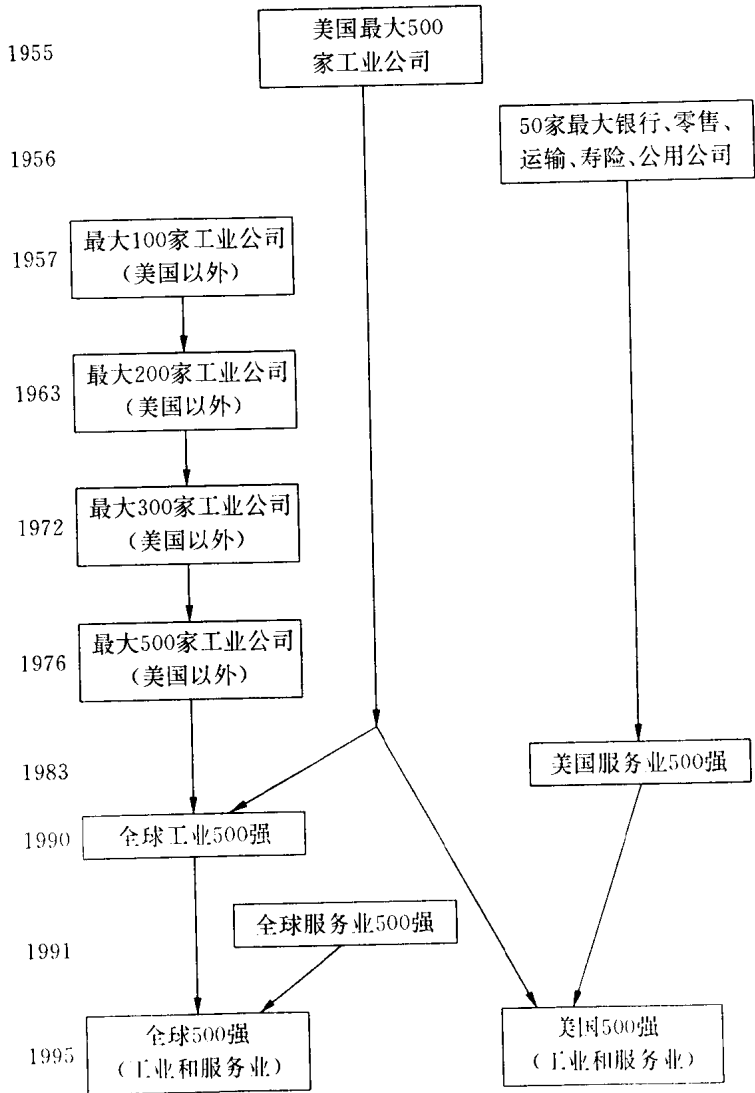 1955
美国最大500
家工业公司
1956
50家最大银行、零售、
运输、寿险、公用公司
1957
最大100家工业公司
（美国以外）
1963
最大200家工业公司
（美国以外）
1972
最大300家工业公司
（美国以外）
1976
最大500家工业公司
（美国以外）
1983
美国服务业500强
1990
全球工业500强
1991
全球服务业500强
1995
全球500强
（工业和服务业）
美国500强
（工业和服务业）